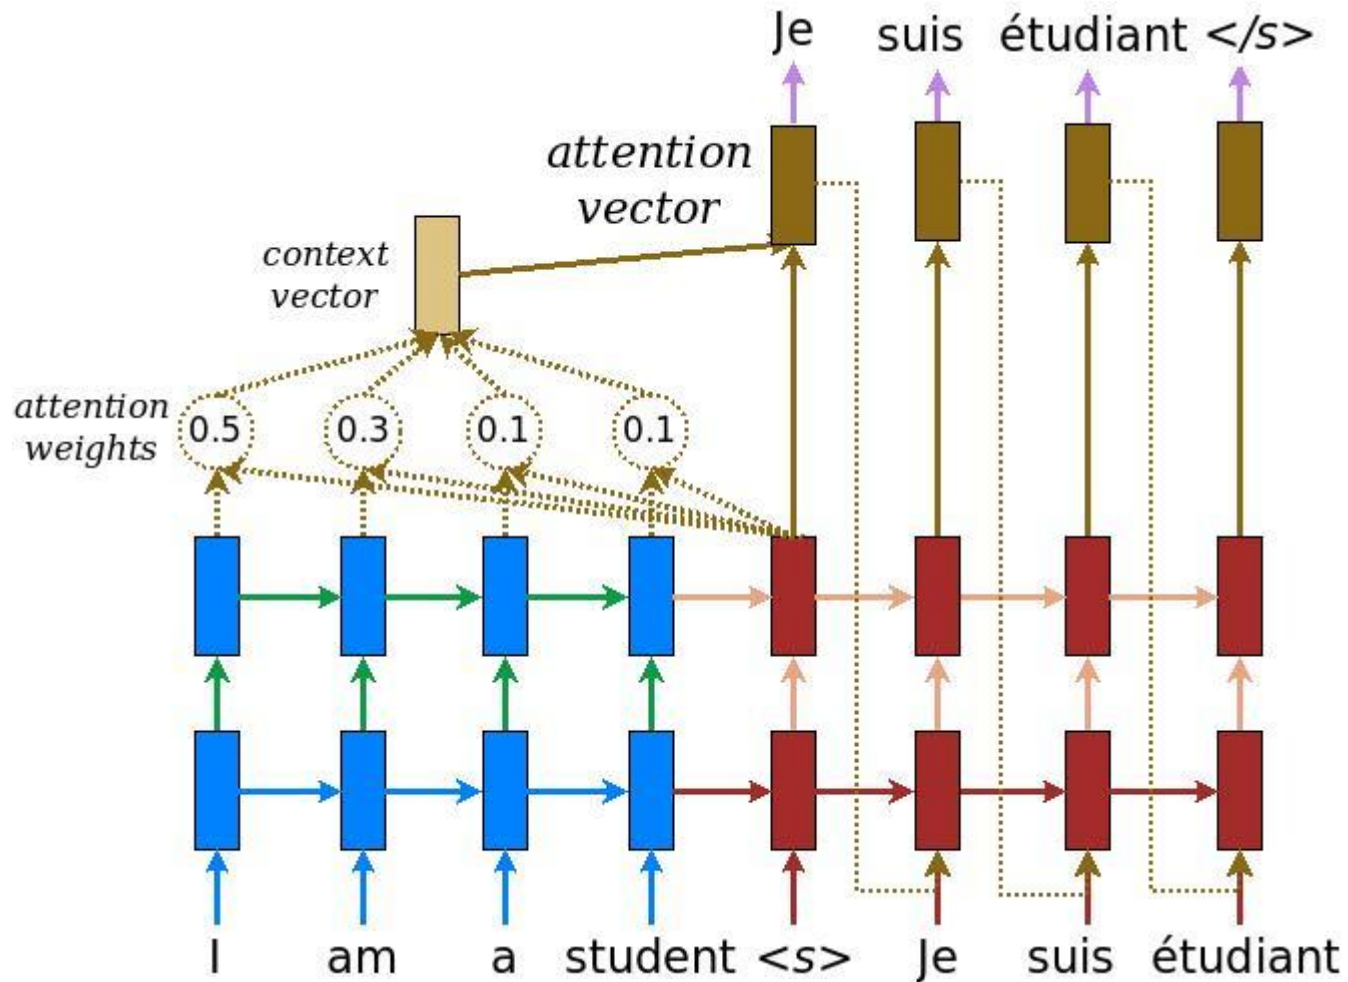 Je suis étudiant </s>
attention
vector
context
vector
attention
weights
0.5 0.3 0.1 0.1
I am a student <s> Je suis étudiant